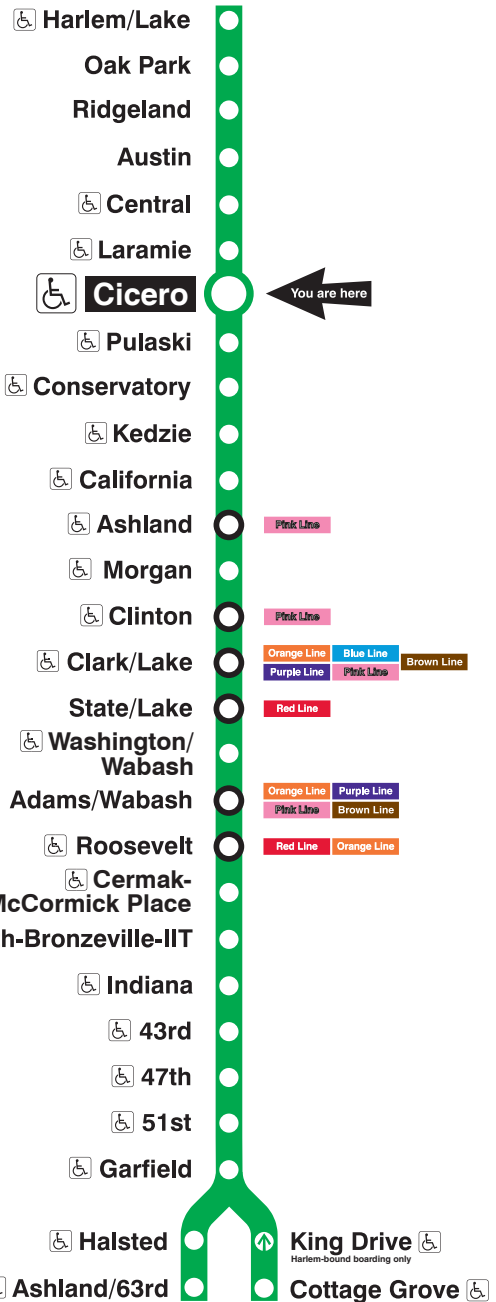 Harlem/Lake
Oak Park
Ridgeland
Austin
Central
Laramie
Cicero
You are here
Pulaski
Conservatory
Kedzie
California
Ashland
Pink Line
Morgan
Clinton
Pink Line
Clark/Lake
Orange Line Blue Line
Brown Line
Purple Line Pink Line
State/Lake
Red Line
Washington/
Wabash
Adams/Wabash
Orange Line Purple Line
Pink Line Brown Line
Roosevelt
Red Line Orange Line
Cermak-
McCormick Place
h-Bronzeville-IIT
Indiana
43rd
47th
51st
Garfield
Halsted
King Drive
Harlem-bound boarding only
Ashland/63rd
Cottage Grove